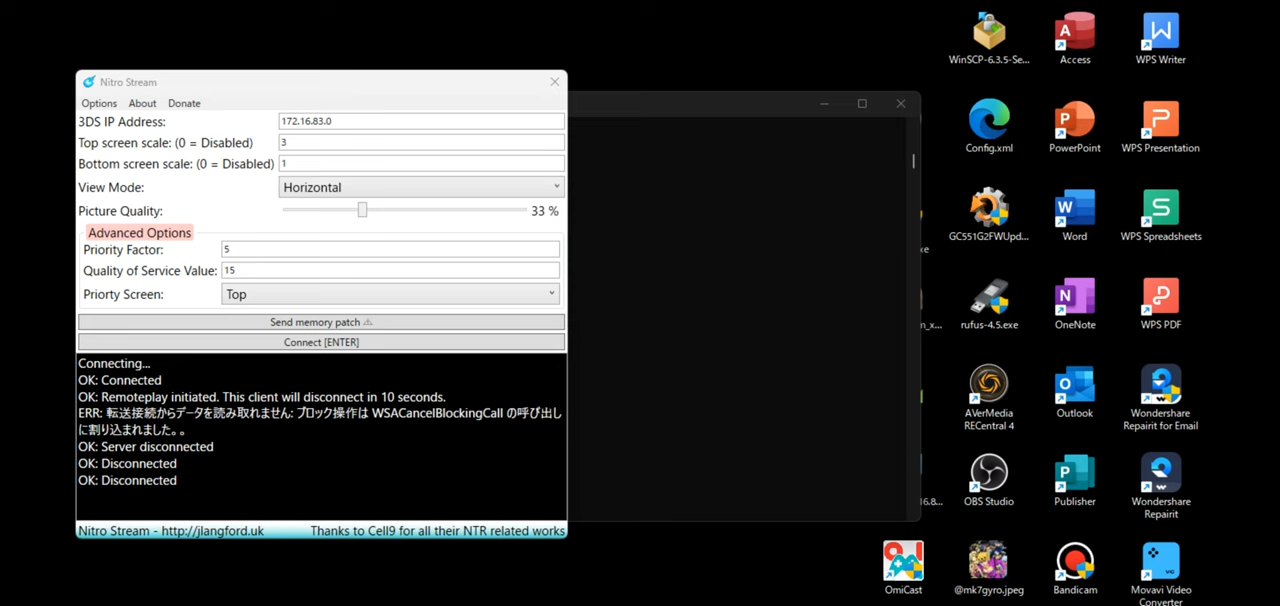 Nitro Stream
Options About Donate
3DS IP Address: 172.16.83.0
Top screen scale: (0 = Disabled) 3
Bottom screen scale: (0 = Disabled) 1
View Mode: Horizontal
Picture Quality: 33 %
Advanced Options
Priority Factor: 5
Quality of Service Value: 15
Priorty Screen: Top
Send memory patch ⚠
Connect [ENTER]
Connecting...
OK: Connected
OK: Remoteplay initiated. This client will disconnect in 10 seconds.
ERR: 転送接続からデータを読み取れません: ブロック操作は WSACancelBlockingCall の呼び出し
に割り込まれました。。
OK: Server disconnected
OK: Disconnected
OK: Disconnected
Nitro Stream - http://jlangford.uk Thanks to Cell9 for all their NTR related works
WinSCP-6.3.5-Se...
Access
WPS Writer
Config.xml
PowerPoint
WPS Presentation
xe
GC551G2FWUpd...
Word
WPS Spreadsheets
m_x...
rufus-4.5.exe
OneNote
WPS PDF
AVerMedia
RECentral 4
Outlook
Wondershare
Repairit for Email
16.8...
OBS Studio
Publisher
Wondershare
Repairit
OmiCast
@mk7gyro.jpeg
Bandicam
Movavi Video
Converter